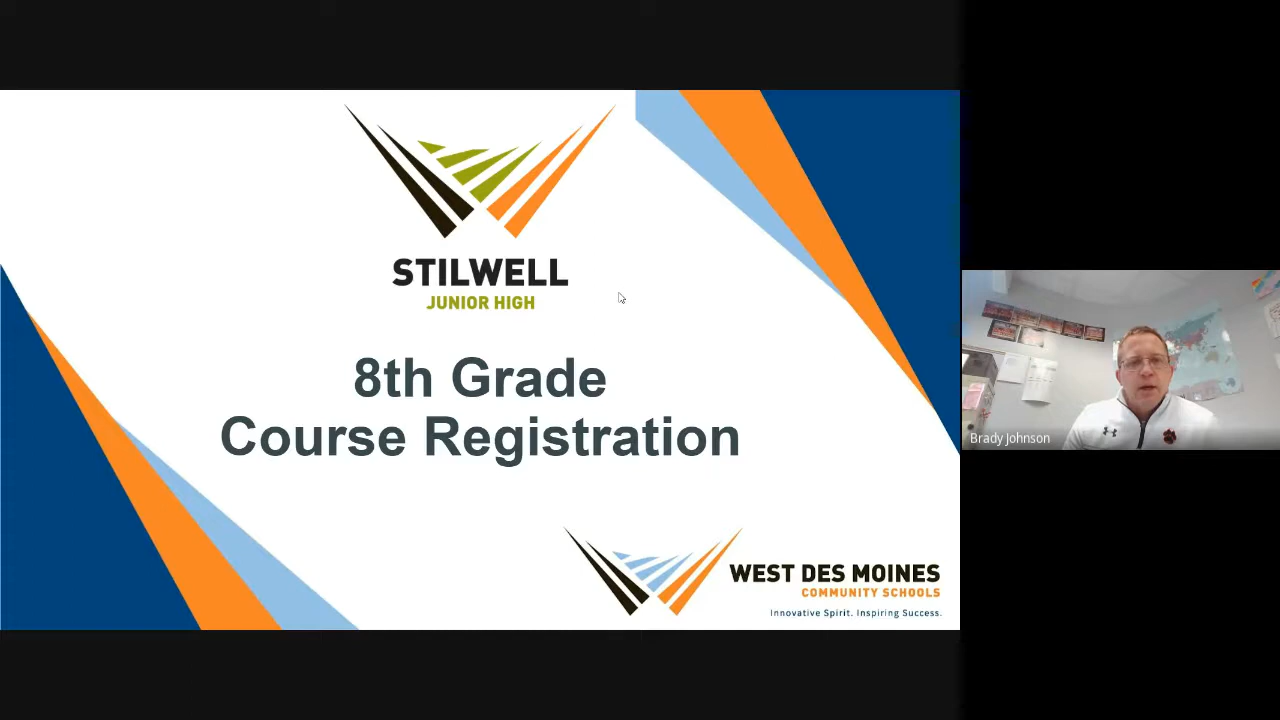 STILWELL
JUNIOR HIGH
8th Grade
Course Registration
WEST DES MOINES
COMMUNITY SCHOOLS
Innovative Spirit. Inspiring Success.
Brady Johnson